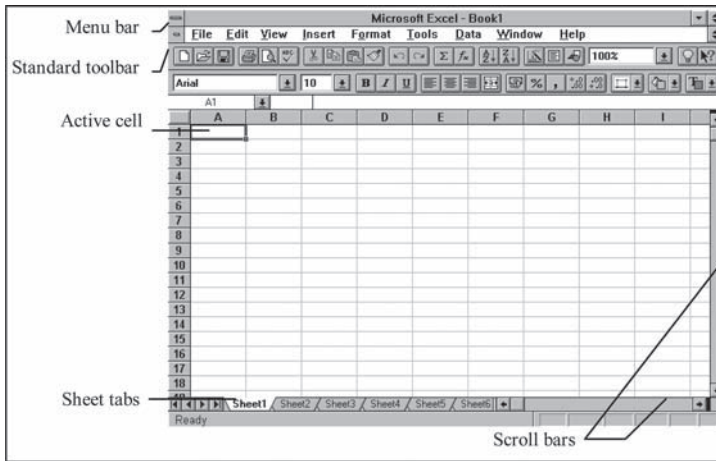 Microsoft Excel - Book1
Menu bar
File Edit View Insert Format Tools Data Window Help
Standard toolbar
100%
Arial 10 B I U % ,
A1
Active cell
A B C D E F G H I
1
2
3
4
5
6
7
8
9
10
11
12
13
14
15
16
17
18
Sheet tabs
Sheet1 Sheet2 Sheet3 Sheet4 Sheet5 Sheet6
Ready
Scroll bars